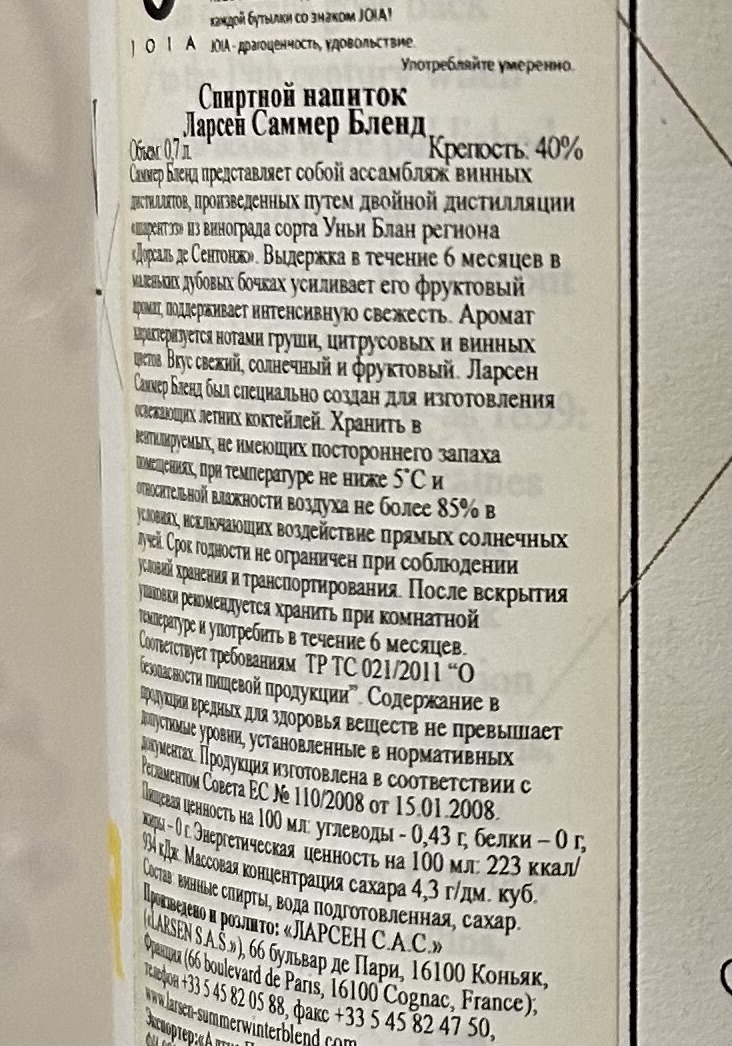 каждой бутылки со знаком JOIA!
JOIA JOIA - драгоценность, удовольствие.
Употребляйте умеренно.
Спиртной напиток
Ларсен Саммер Бленд
Объем: 0,7 л. Крепость: 40%
Саммер Бленд представляет собой ассамбляж винных
дистиллятов, произведенных путем двойной дистилляции
«шарентэз» из винограда сорта Уньи Блан региона
«Дорсаль де Сентонж». Выдержка в течение 6 месяцев в
маленьких дубовых бочках усиливает его фруктовый
аромат, поддерживает интенсивную свежесть. Аромат
характеризуется нотами груши, цитрусовых и винных
цветов. Вкус свежий, солнечный и фруктовый. Ларсен
Саммер Бленд был специально создан для изготовления
освежающих летних коктейлей. Хранить в
вентилируемых, не имеющих постороннего запаха
помещениях, при температуре не ниже 5˚С и
относительной влажности воздуха не более 85% в
условиях, исключающих воздействие прямых солнечных
лучей. Срок годности не ограничен при соблюдении
условий хранения и транспортирования. После вскрытия
упаковки рекомендуется хранить при комнатной
температуре и употребить в течение 6 месяцев.
Соответствует требованиям ТР ТС 021/2011 “О
безопасности пищевой продукции”. Содержание в
продукции вредных для здоровья веществ не превышает
допустимые уровни, установленные в нормативных
документах. Продукция изготовлена в соответствии с
Регламентом Совета ЕС № 110/2008 от 15.01.2008.
Пищевая ценность на 100 мл: углеводы - 0,43 г, белки – 0 г,
жиры – 0 г. Энергетическая ценность на 100 мл: 223 ккал/
934 кДж. Массовая концентрация сахара 4,3 г/дм. куб.
Состав: винные спирты, вода подготовленная, сахар.
Произведено и розлито: «ЛАРСЕН С.А.С.»
(«LARSEN S.A.S.»), 66 бульвар де Пари, 16100 Коньяк,
Франция (66 boulevard de Paris, 16100 Cognac, France);
телефон +33 5 45 82 05 88, факс +33 5 45 82 47 50,
www.larsen-summerwinterblend.com
Экспортер: